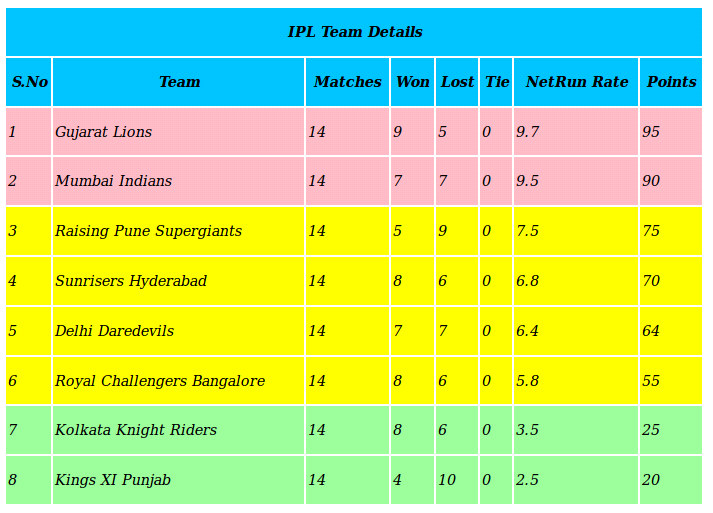 IPL Team Details
S.No Team Matches Won Lost Tie NetRun Rate Points
1 Gujarat Lions 14 9 5 0 9.7 95
2 Mumbai Indians 14 7 7 0 9.5 90
3 Raising Pune Supergiants 14 5 9 0 7.5 75
4 Sunrisers Hyderabad 14 8 6 0 6.8 70
5 Delhi Daredevils 14 7 7 0 6.4 64
6 Royal Challengers Bangalore 14 8 6 0 5.8 55
7 Kolkata Knight Riders 14 8 6 0 3.5 25
8 Kings XI Punjab 14 4 10 0 2.5 20